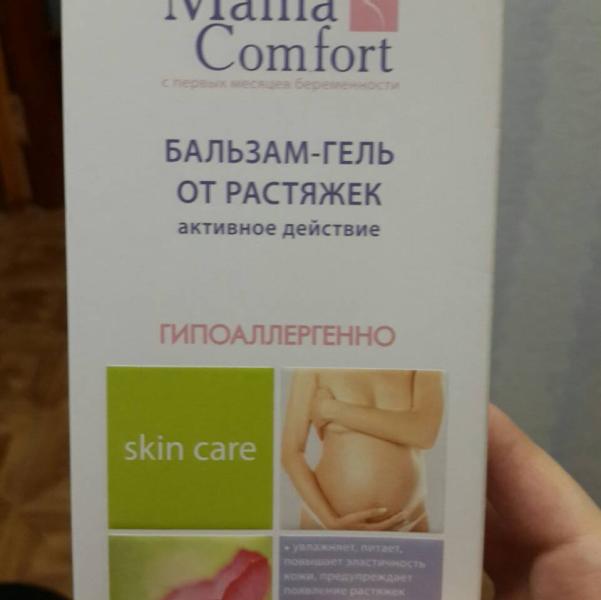 Mama
Comfort
с первых месяцев беременности
БАЛЬЗАМ-ГЕЛЬ
ОТ РАСТЯЖЕК
активное действие
ГИПОАЛЛЕРГЕННО
skin care
• увлажняет, питает,
повышает эластичность
кожи, предупреждает
появление растяжек